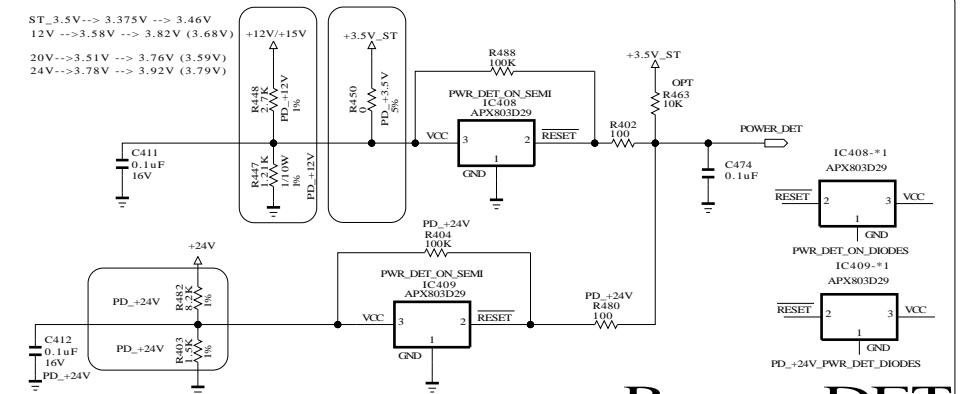 ST_3.5V--> 3.375V --> 3.46V
12V -->3.58V --> 3.82V (3.68V)
20V-->3.51V --> 3.76V (3.59V)
24V-->3.78V --> 3.92V (3.79V)
+12V/+15V
R448
2.7K
PD_+12V
1%
R447
1.21K
1/10W
1%
PD_+12V
C411
0.1uF
16V
+3.5V_ST
R450
0
PD_+3.5V
5%
R488
100K
PWR_DET_ON_SEMI
IC408
APX803D29
VCC
3
2
RESET
1
GND
+3.5V_ST
OPT
R463
10K
R402
100
POWER_DET
C474
0.1uF
IC408-*1
APX803D29
RESET
2
3
VCC
1
GND
PWR_DET_ON_DIODES
IC409-*1
APX803D29
RESET
2
3
VCC
1
GND
PD_+24V_PWR_DET_DIODES
+24V
PD_+24V
R482
8.2K
1%
PD_+24V
R403
1.5K
1%
C412
0.1uF
16V
PD_+24V
PD_+24V
R404
100K
PWR_DET_ON_SEMI
IC409
APX803D29
VCC
3
2
RESET
1
GND
PD_+24V
R480
100
DET